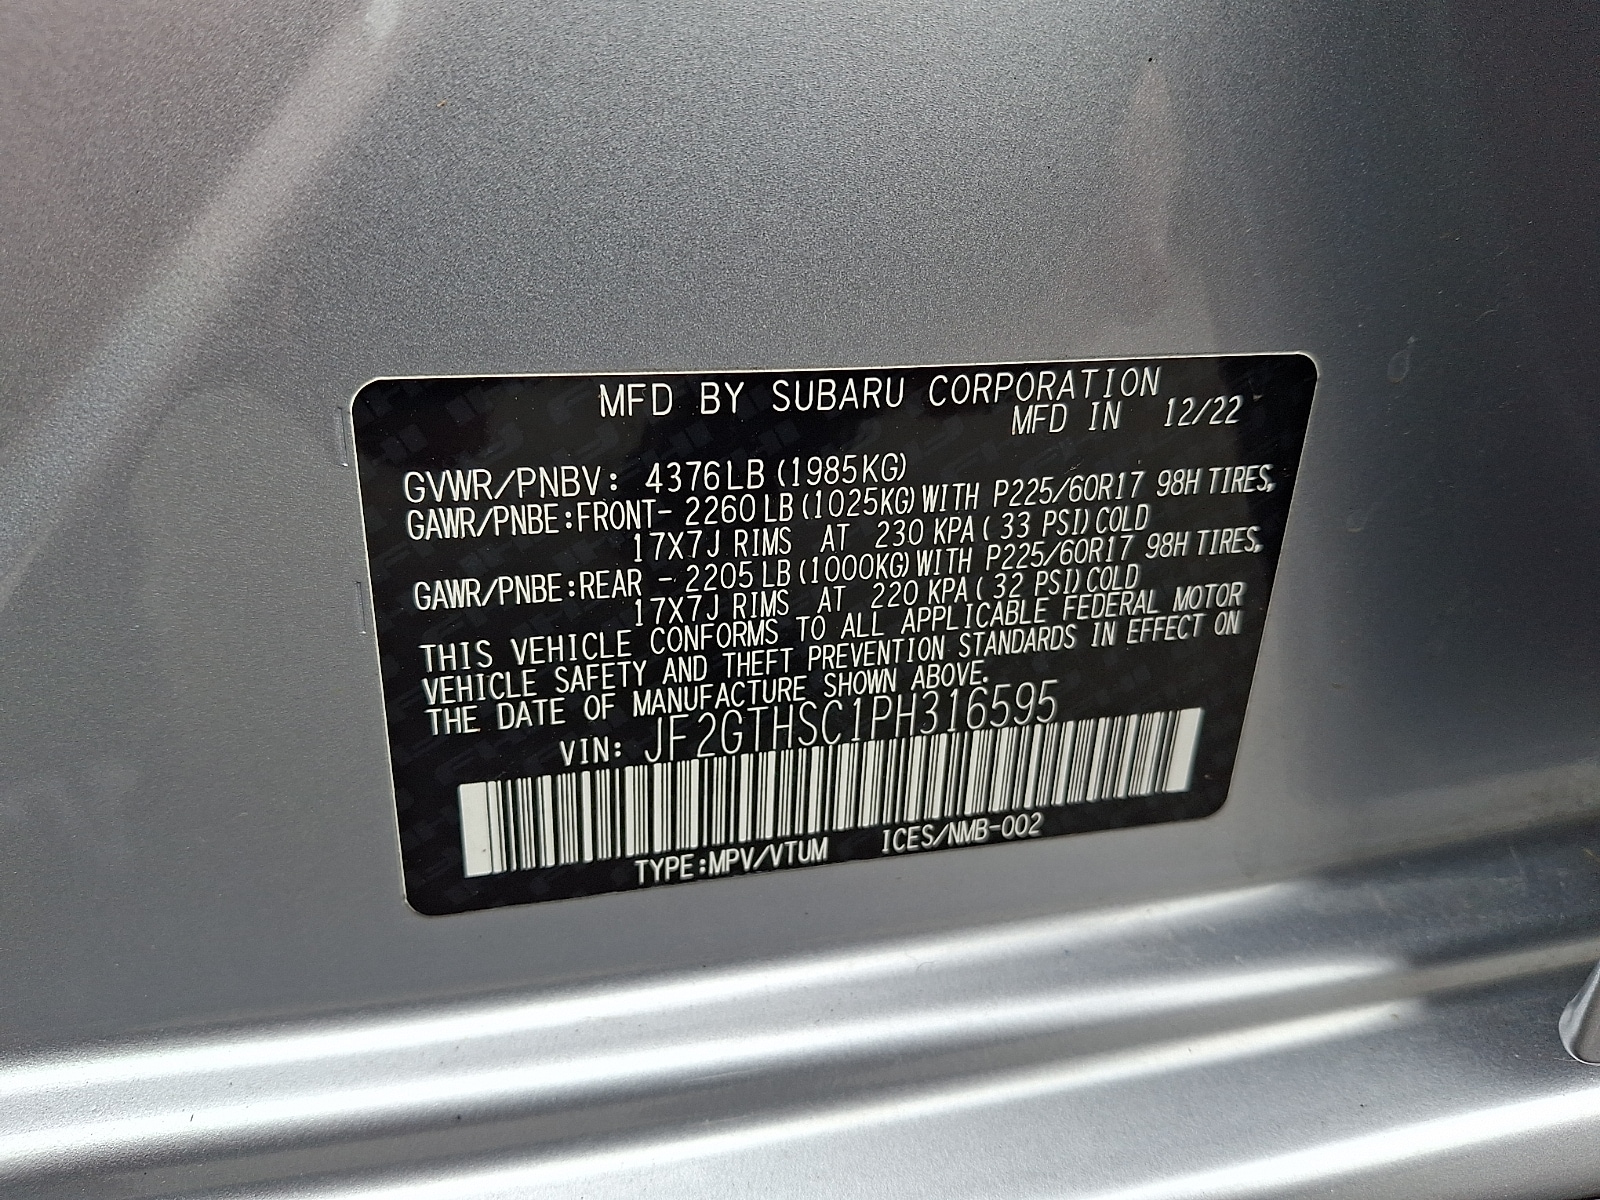 MFD BY SUBARU CORPORATION
MFD IN 12/22
GVWR/PNBV: 4376LB (1985KG)
GAWR/PNBE:FRONT- 2260 LB (1025KG) WITH P225/60R17 98H TIRES,
17X7J RIMS AT 230 KPA ( 33 PSI) COLD
GAWR/PNBE:REAR - 2205 LB (1000KG) WITH P225/60R17 98H TIRES,
17X7J RIMS AT 220 KPA ( 32 PSI) COLD
THIS VEHICLE CONFORMS TO ALL APPLICABLE FEDERAL MOTOR
VEHICLE SAFETY AND THEFT PREVENTION STANDARDS IN EFFECT ON
THE DATE OF MANUFACTURE SHOWN ABOVE.
VIN: JF2GTHSC1PH316595
TYPE:MPV/VTUM ICES/NMB-002